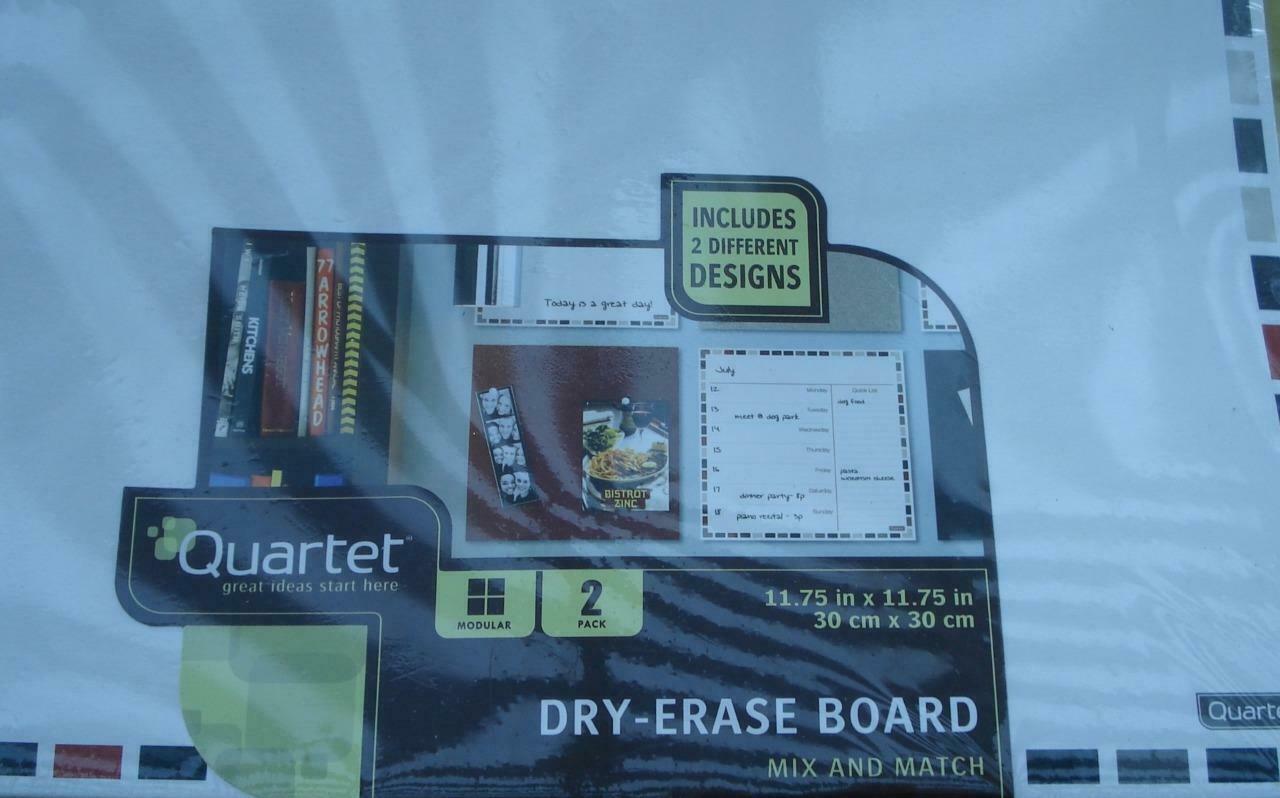 INCLUDES
2 DIFFERENT
DESIGNS
KITCHENS
77 ARROWHEAD
Today is a great day!
July
12 Monday Quick List
dog food
13 Tuesday
meet @ dog park
14 Wednesday
15 Thursday
16 Friday pasta
parmesan cheese
17 Saturday
dinner party - 8p
18 Sunday
piano recital - 3p
BISTROT
ZINC
Quartet
great ideas start here
MODULAR
2
PACK
11.75 in x 11.75 in
30 cm x 30 cm
DRY-ERASE BOARD
MIX AND MATCH